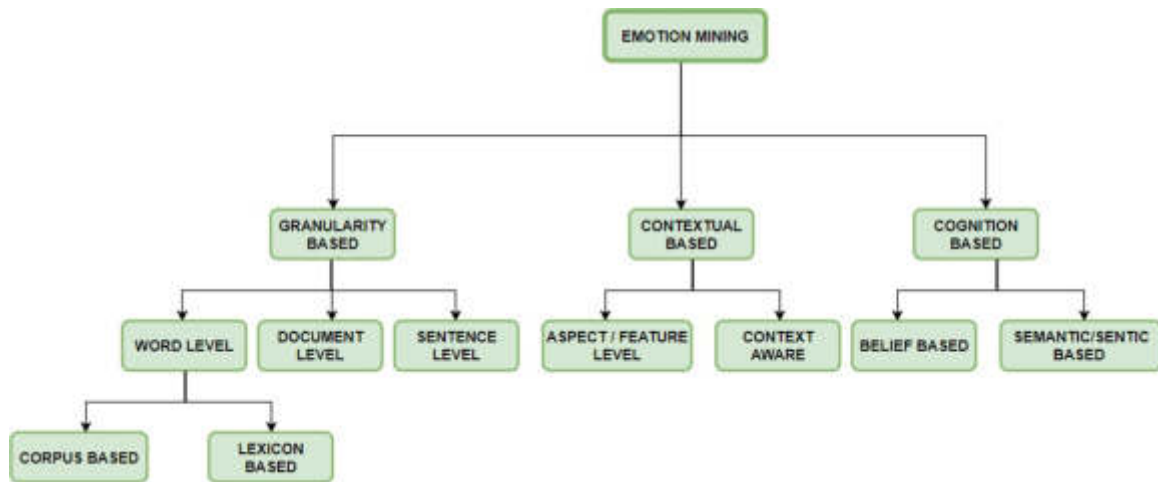 EMOTION MINING
GRANULARITY
BASED
CONTEXTUAL
BASED
COGNITION
BASED
WORD LEVEL
DOCUMENT
LEVEL
SENTENCE
LEVEL
ASPECT / FEATURE
LEVEL
CONTEXT
AWARE
BELIEF BASED
SEMANTIC/SENTIC
BASED
CORPUS BASED
LEXICON
BASED